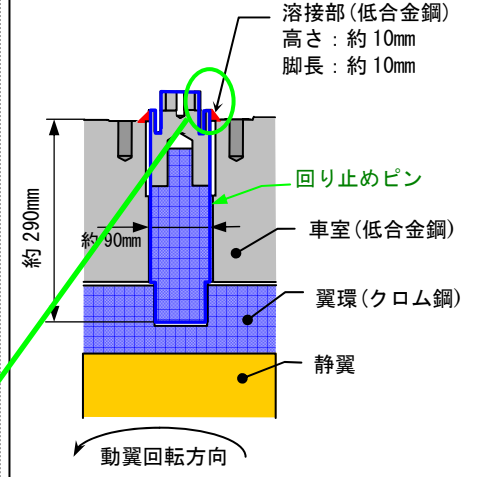 溶接部(低合金鋼)
高さ：約10mm
脚長：約10mm
回り止めピン
約290mm
約90mm
車室(低合金鋼)
翼環(クロム鋼)
静翼
動翼回転方向